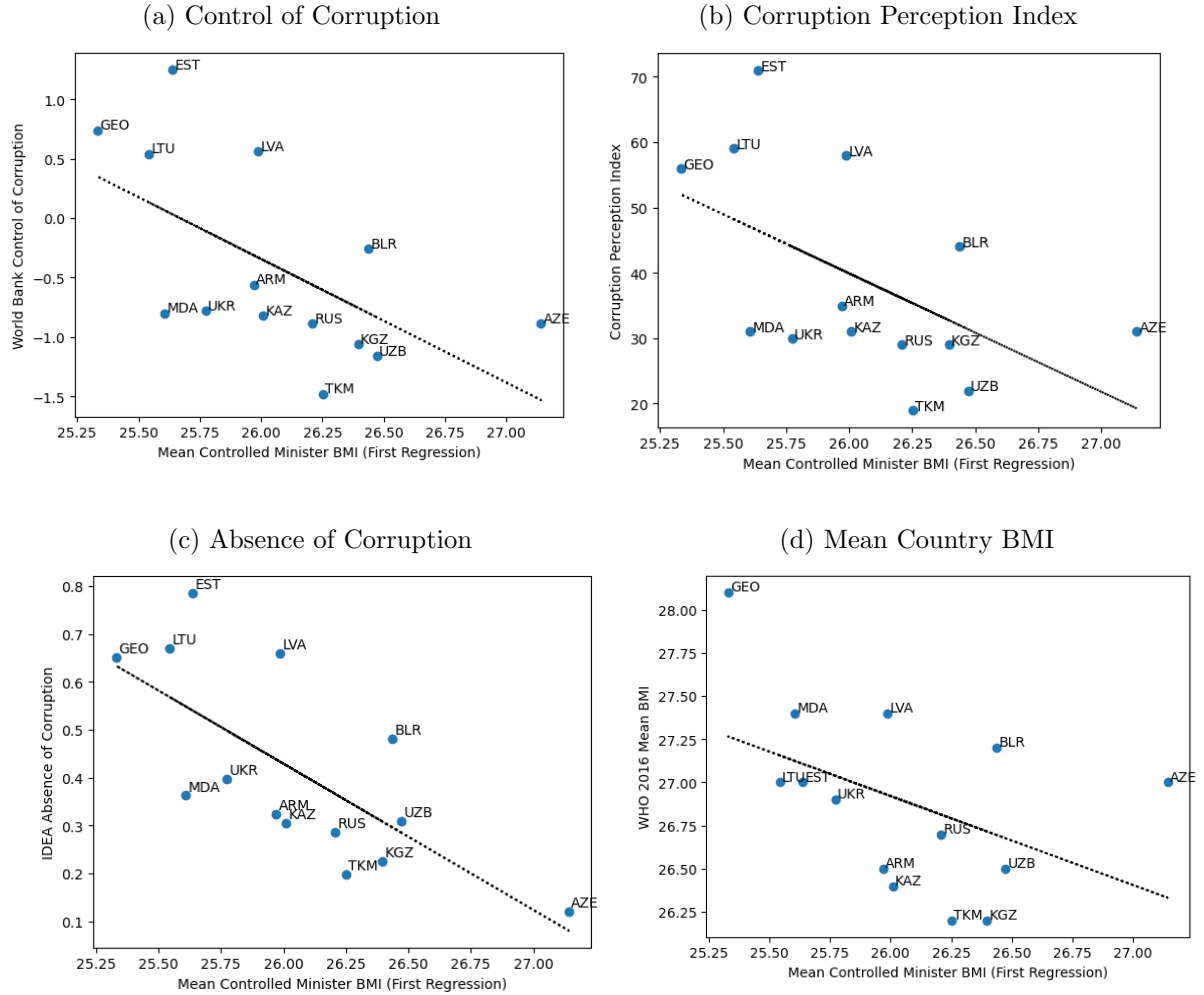 (a) Control of Corruption
World Bank Control of Corruption
1.0
0.5
0.0
−0.5
−1.0
−1.5
EST
GEO
LTU
LVA
BLR
ARM
MDA
UKR
KAZ
RUS
AZE
KGZ
UZB
TKM
25.25 25.50 25.75 26.00 26.25 26.50 26.75 27.00
Mean Controlled Minister BMI (First Regression)
(b) Corruption Perception Index
Corruption Perception Index
70
60
50
40
30
20
EST
LTU
LVA
GEO
BLR
ARM
MDA
UKR
KAZ
RUS
KGZ
AZE
UZB
TKM
25.25 25.50 25.75 26.00 26.25 26.50 26.75 27.00
Mean Controlled Minister BMI (First Regression)
(c) Absence of Corruption
IDEA Absence of Corruption
0.8
0.7
0.6
0.5
0.4
0.3
0.2
0.1
EST
LTU
GEO
LVA
BLR
UKR
MDA
ARM
KAZ
RUS
UZB
KGZ
TKM
AZE
25.25 25.50 25.75 26.00 26.25 26.50 26.75 27.00
Mean Controlled Minister BMI (First Regression)
(d) Mean Country BMI
WHO 2016 Mean BMI
28.00
27.75
27.50
27.25
27.00
26.75
26.50
26.25
GEO
MDA
LVA
BLR
LTU
EST
AZE
UKR
RUS
ARM
UZB
KAZ
TKM
KGZ
25.25 25.50 25.75 26.00 26.25 26.50 26.75 27.00
Mean Controlled Minister BMI (First Regression)